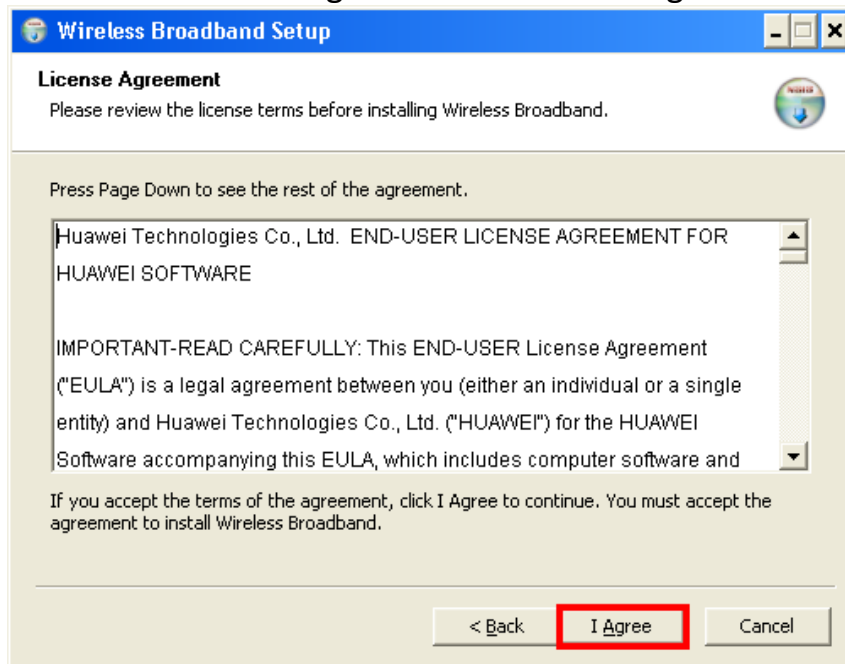 Wireless Broadband Setup
License Agreement
Please review the license terms before installing Wireless Broadband.
Press Page Down to see the rest of the agreement.
Huawei Technologies Co., Ltd. END-USER LICENSE AGREEMENT FOR
HUAWEI SOFTWARE
IMPORTANT-READ CAREFULLY: This END-USER License Agreement
("EULA") is a legal agreement between you (either an individual or a single
entity) and Huawei Technologies Co., Ltd. ("HUAWEI") for the HUAWEI
Software accompanying this EULA, which includes computer software and
If you accept the terms of the agreement, click I Agree to continue. You must accept the
agreement to install Wireless Broadband.
< Back I Agree Cancel